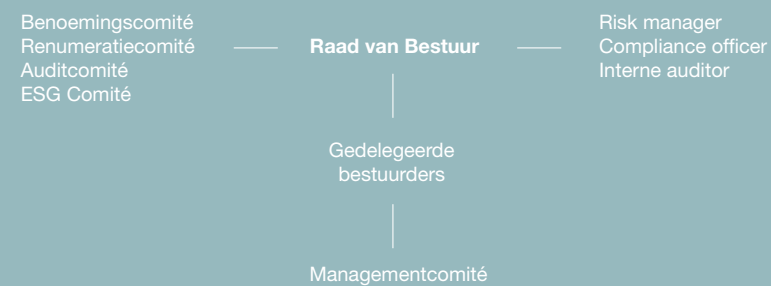 Benoemingscomité
Renumeratiecomité
Auditcomité
ESG Comité
Raad van Bestuur
Risk manager
Compliance officer
Interne auditor
Gedelegeerde
bestuurders
Managementcomité